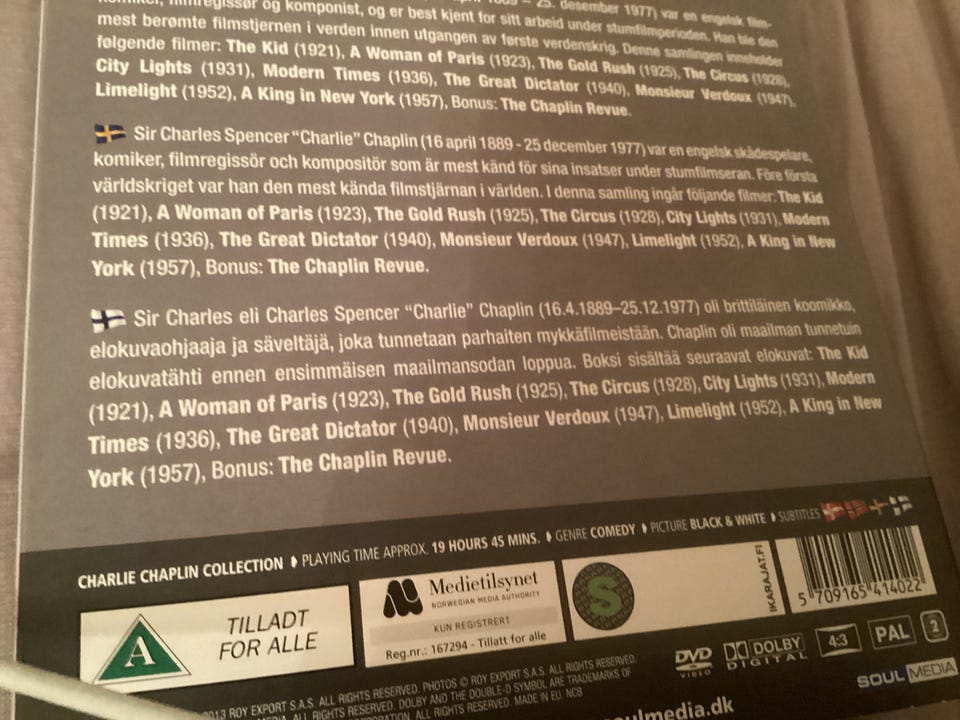 komiker, filmregissør og komponist, og er best kjent for sitt arbeid under stumfilmperioden. Han ble den
25. desember 1977) var en engelsk film-
mest berømte filmstjernen i verden innen utgangen av første verdenskrig. Denne samlingen inneholder
følgende filmer: The Kid (1921), A Woman of Paris (1923), The Gold Rush (1925), The Circus (1928),
City Lights (1931), Modern Times (1936), The Great Dictator (1940), Monsieur Verdoux (1947),
Limelight (1952), A King in New York (1957), Bonus: The Chaplin Revue.
Sir Charles Spencer "Charlie" Chaplin (16 april 1889 - 25 december 1977) var en engelsk skådespelare,
komiker, filmregissör och kompositör som är mest känd för sina insatser under stumfilmseran. Före första
världskriget var han den mest kända filmstjärnan i världen. I denna samling ingår följande filmer: The Kid
(1921), A Woman of Paris (1923), The Gold Rush (1925), The Circus (1928), City Lights (1931), Modern
Times (1936), The Great Dictator (1940), Monsieur Verdoux (1947), Limelight (1952), A King in New
York (1957), Bonus: The Chaplin Revue.
Sir Charles eli Charles Spencer "Charlie" Chaplin (16.4.1889–25.12.1977) oli brittiläinen koomikko,
elokuvaohjaaja ja säveltäjä, joka tunnetaan parhaiten mykkäfilmeistään. Chaplin oli maailman tunnetuin
elokuvatähti ennen ensimmäisen maailmansodan loppua. Boksi sisältää seuraavat elokuvat: The Kid
(1921), A Woman of Paris (1923), The Gold Rush (1925), The Circus (1928), City Lights (1931), Modern
Times (1936), The Great Dictator (1940), Monsieur Verdoux (1947), Limelight (1952), A King in New
York (1957), Bonus: The Chaplin Revue.
CHARLIE CHAPLIN COLLECTION PLAYING TIME APPROX. 19 HOURS 45 MINS. GENRE COMEDY PICTURE BLACK & WHITE SUBTITLES
A
TILLADT
FOR ALLE
Medietilsynet
NORWEGIAN MEDIA AUTHORITY
KUN REGISTRERT
Reg.nr.: 167294 - Tillatt for alle
S
IKARAJAT.FI
5 709165 414022
DVD
VIDEO
DOLBY
DIGITAL
4:3
PAL
2
SOUL MEDIA
2013 ROY EXPORT S.A.S. ALL RIGHTS RESERVED. PHOTOS © ROY EXPORT S.A.S. ALL RIGHTS RESERVED.
ALL RIGHTS RESERVED. DOLBY AND THE DOUBLE-D SYMBOL ARE TRADEMARKS OF
ALL RIGHTS RESERVED. MADE IN EU. NCB
soulmedia.dk